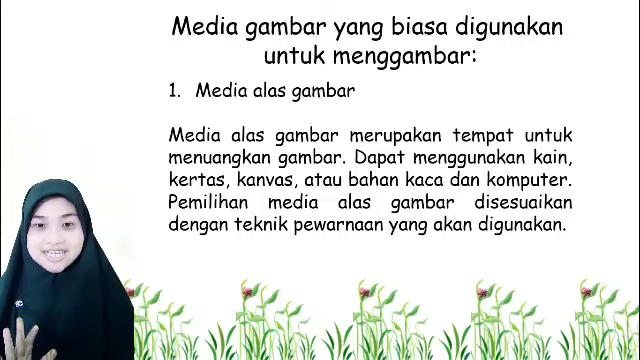 Media gambar yang biasa digunakan
untuk menggambar:
1. Media alas gambar
Media alas gambar merupakan tempat untuk
menuangkan gambar. Dapat menggunakan kain,
kertas, kanvas, atau bahan kaca dan komputer.
Pemilihan media alas gambar disesuaikan
dengan teknik pewarnaan yang akan digunakan.